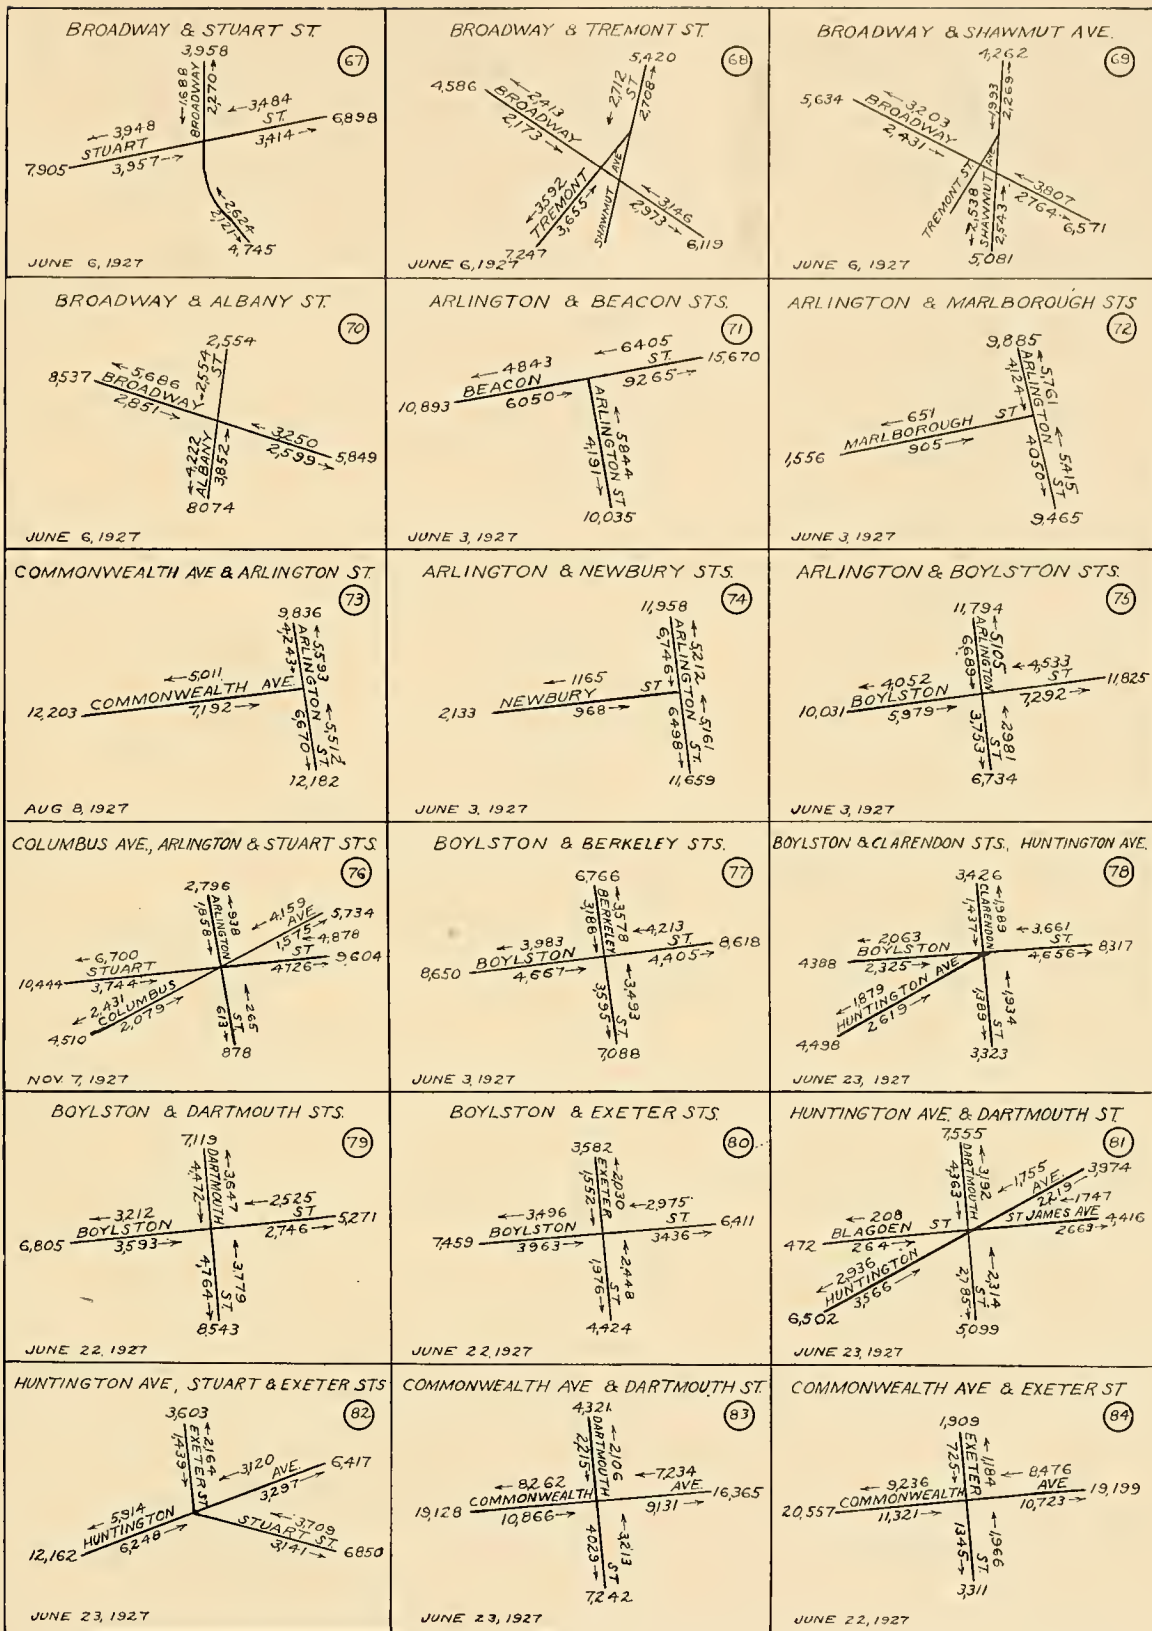 BROADWAY & STUART ST.
67
3,958
BROADWAY
1,688
2,270
3,484
ST.
3,414
6,898
3,948
STUART
3,957
7,905
2624
2,121
4,745
JUNE 6, 1927
BROADWAY & TREMONT ST.
68
5,420
2,712
ST
2,708
4,586
2,413
BROADWAY
2,173
3,592
TREMONT
3,655
7,247
SHAWMUT AVE
3,146
2,973
6,119
JUNE 6, 1927
BROADWAY & SHAWMUT AVE.
69
4,262
1,993
2,269
5,634
3,203
BROADWAY
2,431
TREMONT ST.
2,538
SHAWMUT AVE
2,543
5,081
3,807
2764
6,571
JUNE 6, 1927
BROADWAY & ALBANY ST.
70
2,554
2,554
ST
8,537
5,686
BROADWAY
2,851
4,222
ALBANY
3,852
8074
3250
2,599
5,849
JUNE 6, 1927
ARLINGTON & BEACON STS.
71
6405
ST.
9265
15,670
4843
BEACON
6050
10,893
5844
ARLINGTON ST
4,191
10,035
JUNE 3, 1927
ARLINGTON & MARLBOROUGH STS
72
9,885
5,761
ARLINGTON
4,124
651
MARLBOROUGH ST
905
1,556
5,415
ST
4050
9,465
JUNE 3, 1927
COMMONWEALTH AVE & ARLINGTON ST.
73
9,836
5,593
ARLINGTON
4,243
5,011
COMMONWEALTH AVE.
7,192
12,203
5,512
ST
6,670
12,182
AUG 8, 1927
ARLINGTON & NEWBURY STS.
74
11,958
5,212
ARLINGTON
6,746
1165
NEWBURY ST
968
2,133
5,161
ST.
6498
11,659
JUNE 3, 1927
ARLINGTON & BOYLSTON STS.
75
11,794
5,105
ARLINGTON
6,689
4,533
ST
7,292
11,825
4,052
BOYLSTON
5,979
10,031
2981
ST
3,753
6,734
JUNE 3, 1927
COLUMBUS AVE., ARLINGTON & STUART STS.
76
2,796
938
ARLINGTON
1,858
4,159
AVE
1,575
5,734
4,878
ST
4726
9,604
6,700
STUART
3,744
10,444
2,431
COLUMBUS
2,079
4,510
265
ST
613
878
NOV. 7, 1927
BOYLSTON & BERKELEY STS.
77
6,766
3,578
BERKELEY
3,188
4,213
ST.
4,405
8,618
3,983
BOYLSTON
4,667
8,650
3,493
ST.
3,595
7,088
JUNE 3, 1927
BOYLSTON & CLARENDON STS., HUNTINGTON AVE.
78
3,426
1,989
CLARENDON
1,437
3,661
ST.
4,656
8,317
2,063
BOYLSTON
2,325
4388
1,879
HUNTINGTON AVE
2,619
4,498
1,934
ST
1,389
3,323
JUNE 23, 1927
BOYLSTON & DARTMOUTH STS.
79
7,119
3,647
DARTMOUTH
4,472
2,525
ST
2,746
5,271
3,212
BOYLSTON
3,593
6,805
3,779
ST.
4,764
8,543
JUNE 22, 1927
BOYLSTON & EXETER STS.
80
3,582
2,030
EXETER
1,552
2,975
ST.
3436
6,411
3,496
BOYLSTON
3963
7,459
2,448
ST
1,976
4,424
JUNE 22, 1927
HUNTINGTON AVE. & DARTMOUTH ST.
81
7,555
3,192
DARTMOUTH
4,363
1,755
AVE.
2219
3,974
1747
ST JAMES AVE
2669
4,416
208
BLAGDEN ST
264
472
2,936
HUNTINGTON
3,566
6,502
2,314
ST.
2,785
5,099
JUNE 23, 1927
HUNTINGTON AVE, STUART & EXETER STS
82
3,603
2,164
EXETER ST
1,439
3,120
AVE.
3,297
6,417
5,914
HUNTINGTON
6,248
12,162
3,709
STUART ST.
3,141
6850
JUNE 23, 1927
COMMONWEALTH AVE & DARTMOUTH ST.
83
4,321
2,106
DARTMOUTH
2,215
7,234
AVE.
9,131
16,365
8,262
COMMONWEALTH
10,866
19,128
3,213
ST
4029
7,242
JUNE 23, 1927
COMMONWEALTH AVE & EXETER ST
84
1,909
1,184
EXETER
725
8,476
AVE
10,723
19,199
9,236
COMMONWEALTH
11,321
20,557
1,966
ST.
1345
3,311
JUNE 22, 1927